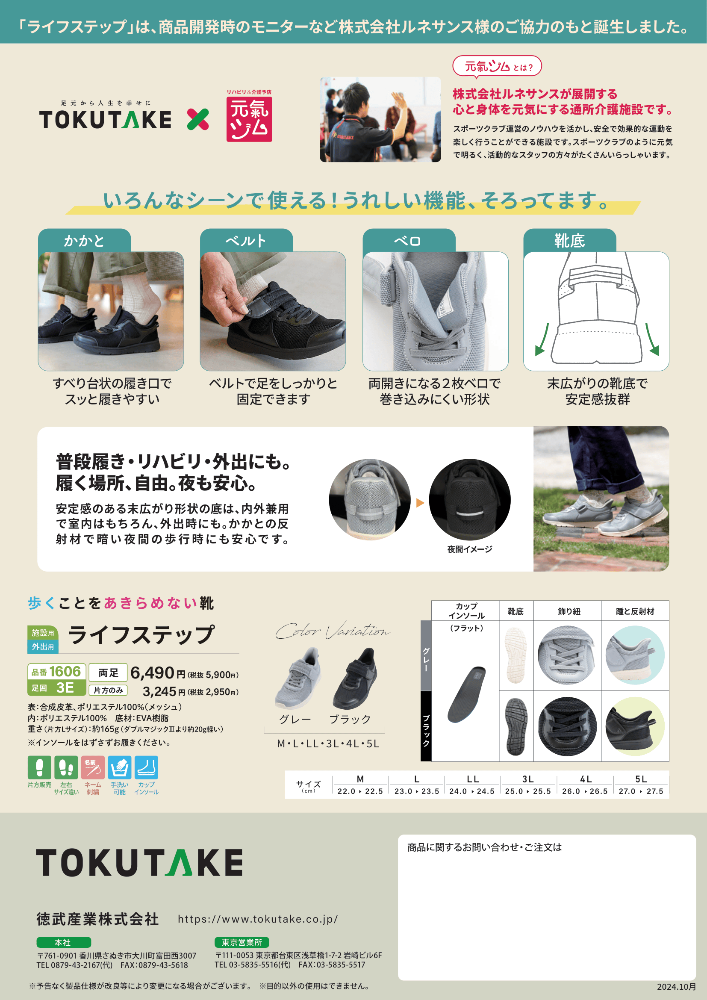 「ライフステップ」は、商品開発時のモニターなど株式会社ルネサンス様のご協力のもと誕生しました。
足元から人生を幸せに
TOKUTAKE
リハビリ&介護予防
元氣
ジム
RENAISSANCE
元氣ジムとは?
株式会社ルネサンスが展開する
心と身体を元気にする通所介護施設です。
スポーツクラブ運営のノウハウを活かし、安全で効果的な運動を
楽しく行うことができる施設です。スポーツクラブのように元気
で明るく、活動的なスタッフの方々がたくさんいらっしゃいます。
いろんなシーンで使える!うれしい機能、そろってます。
かかと
すべり台状の履き口で
スッと履きやすい
ベルト
ベルトで足をしっかりと
固定できます
ベロ
両開きになる2枚ベロで
巻き込みにくい形状
靴底
末広がりの靴底で
安定感抜群
普段履き・リハビリ・外出にも。
履く場所、自由。夜も安心。
安定感のある末広がり形状の底は、内外兼用
で室内はもちろん、外出時にも。かかとの反
射材で暗い夜間の歩行時にも安心です。
夜間イメージ
歩くことをあきらめない靴
施設用
外出用
ライフステップ
品番 1606
足囲 3E
両足 6,490円(税抜 5,900円)
片方のみ 3,245円(税抜 2,950円)
表:合成皮革、ポリエステル100%(メッシュ)
内:ポリエステル100% 底材:EVA樹脂
重さ(片方Lサイズ):約165g(ダブルマジックⅢより約20g軽い)
※インソールをはずさずお履きください。
片方販売
左右
サイズ違い
名前
ネーム
刺繍
手洗い
可能
カップ
インソール
Color Variation
グレー ブラック
M・L・LL・3L・4L・5L
カップ
インソール
靴底
飾り紐
踵と反射材
(フラット)
グレー
ブラック
サイズ
(cm)
M L LL 3L 4L 5L
22.0 ▸ 22.5 23.0 ▸ 23.5 24.0 ▸ 24.5 25.0 ▸ 25.5 26.0 ▸ 26.5 27.0 ▸ 27.5
TOKUTAKE
徳武産業株式会社 https://www.tokutake.co.jp/
本社
〒761-0901 香川県さぬき市大川町富田西3007
TEL 0879-43-2167(代) FAX:0879-43-5618
東京営業所
〒111-0053 東京都台東区浅草橋1-7-2 岩崎ビル6F
TEL 03-5835-5516(代) FAX:03-5835-5517
商品に関するお問い合わせ・ご注文は
※予告なく製品仕様が改良等により変更になる場合がございます。 ※目的以外の使用はできません。
2024.10月